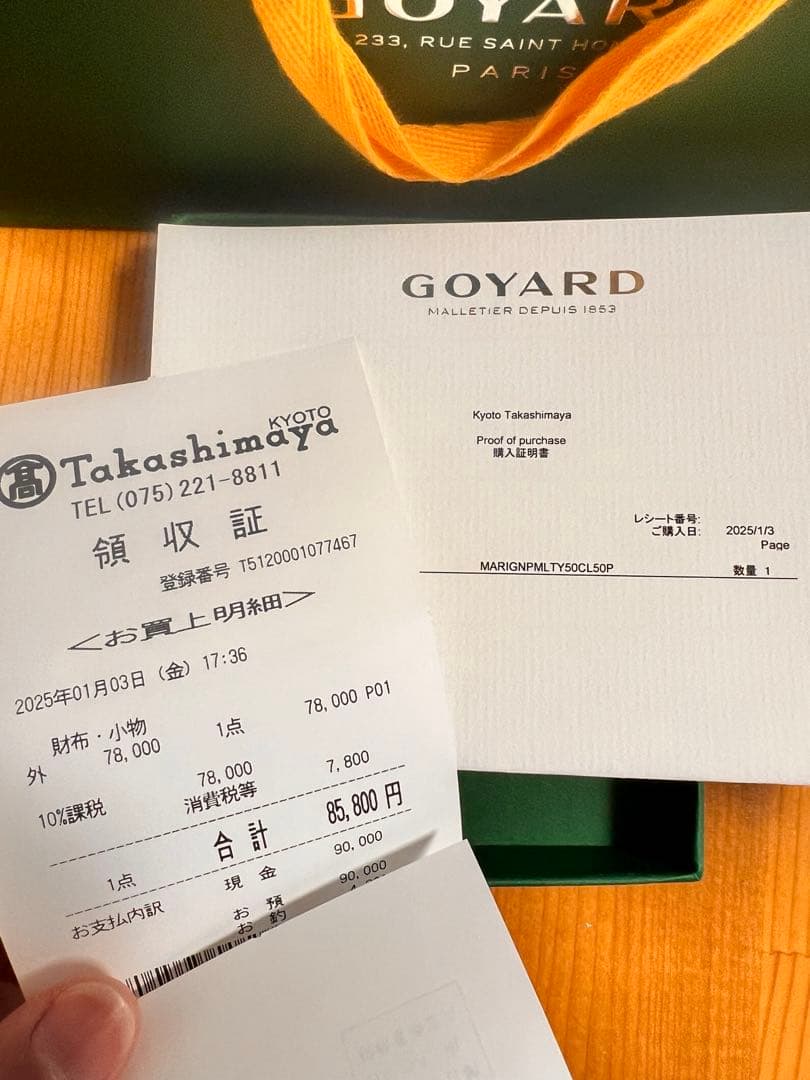 GOYARD
233, RUE SAINT
PARIS
GOYARD
MALLETIER DEPUIS 1853
Kyoto Takashimaya
Proof of purchase
購入証明書
レシート番号:
ご購入日: 2025/1/3
Page
MARIGNPMLTY50CL50P 数量 1
髙 Takashimaya KYOTO
TEL(075)221-8811
領収証
登録番号 T5120001077467
<お買上明細>
2025年01月03日(金) 17:36
財布・小物
外 78,000 1点 78,000 P01
10%課税 78,000
消費税等 7,800
合計 85,800円
1点
現金 90,000
お支払内訳
お預 90,000
お釣